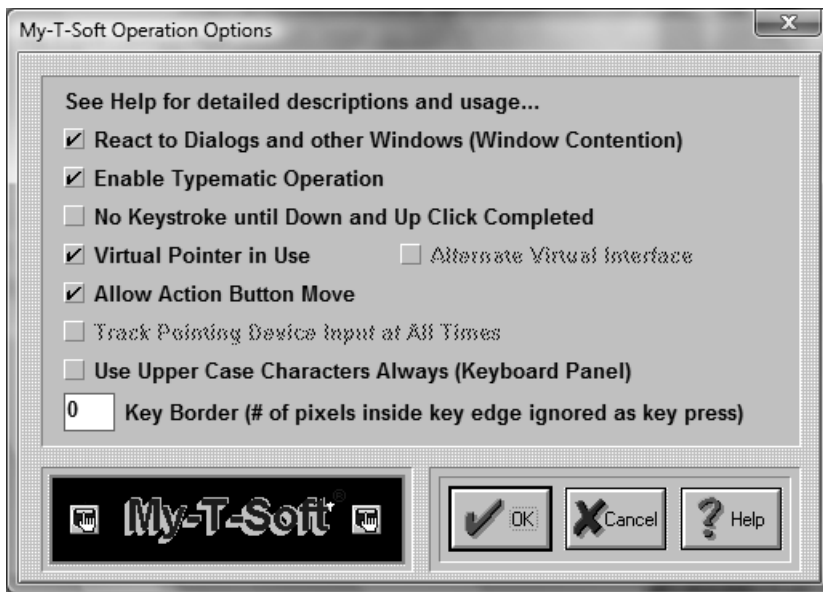 My-T-Soft Operation Options
See Help for detailed descriptions and usage...
React to Dialogs and other Windows (Window Contention)
Enable Typematic Operation
No Keystroke until Down and Up Click Completed
Virtual Pointer in Use
Alternate Virtual Interface
Allow Action Button Move
Track Pointing Device Input at All Times
Use Upper Case Characters Always (Keyboard Panel)
0 Key Border (# of pixels inside key edge ignored as key press)
My-T-Soft®
OK
Cancel
Help